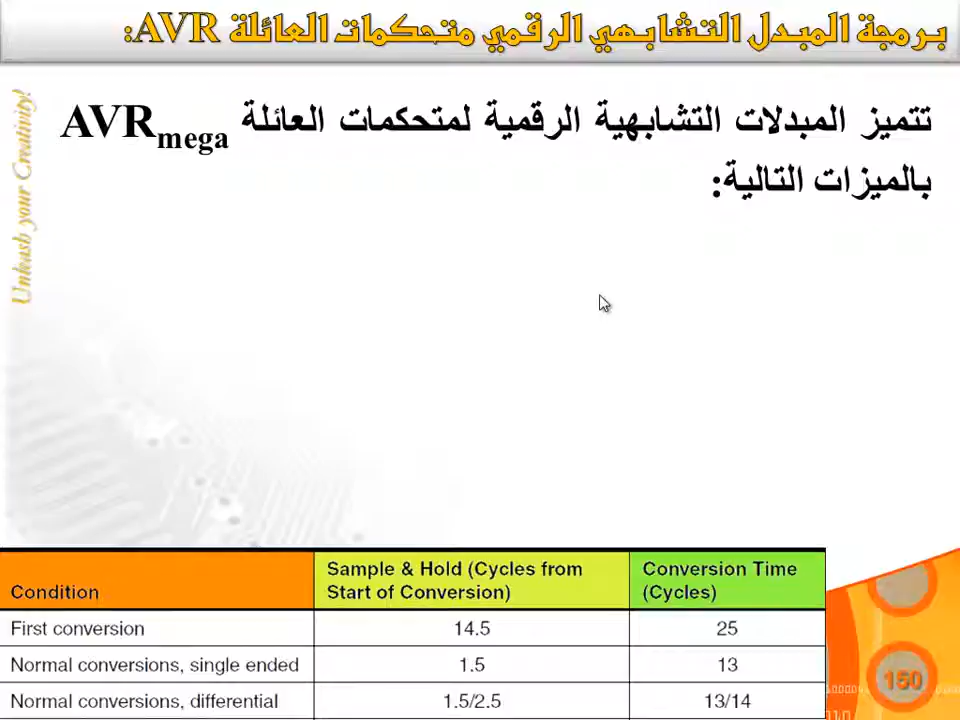 برمجة المبدل التشابهي الرقمي متحكمات العائلة AVR:
تتميز المبدلات التشابهية الرقمية لمتحكمات العائلة AVRmega
بالميزات التالية:
Unleash your Creativity!
Condition	Sample & Hold (Cycles from Start of Conversion)	Conversion Time (Cycles)
First conversion	14.5	25
Normal conversions, single ended	1.5	13
Normal conversions, differential	1.5/2.5	13/14
150